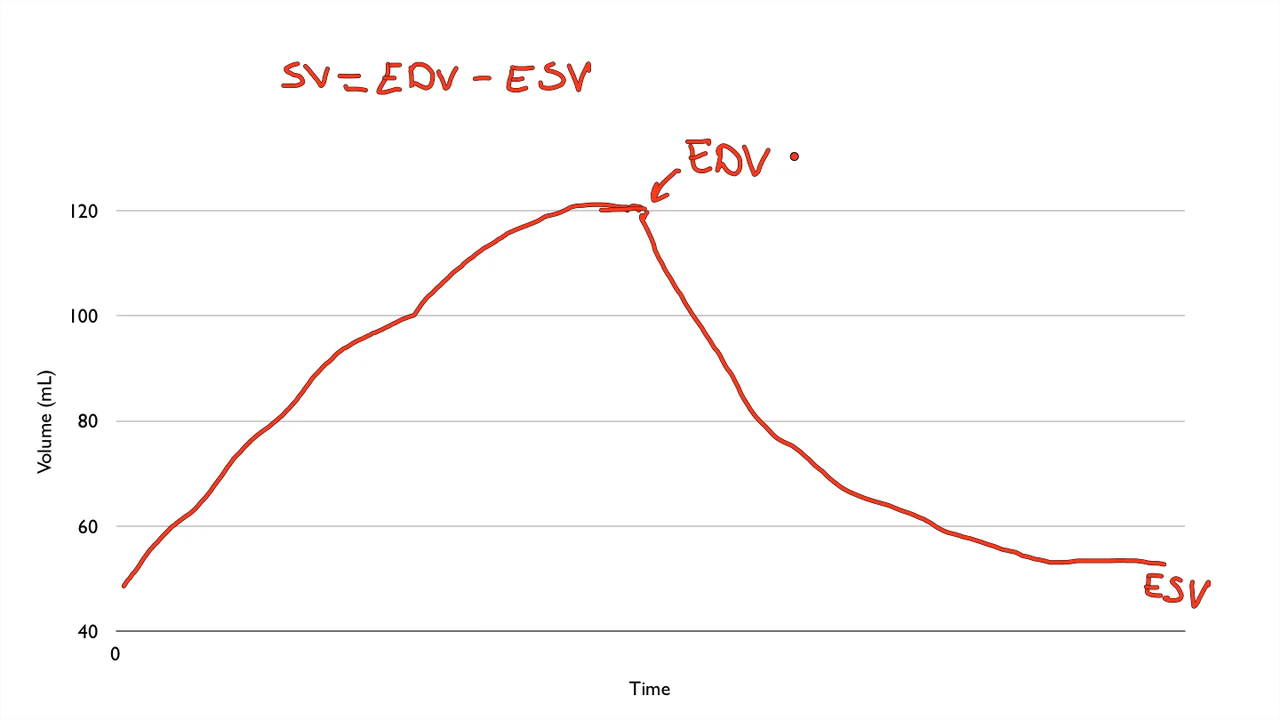 SV = EDV - ESV
EDV
120
100
80
60
40
0
Volume (mL)
Time
ESV